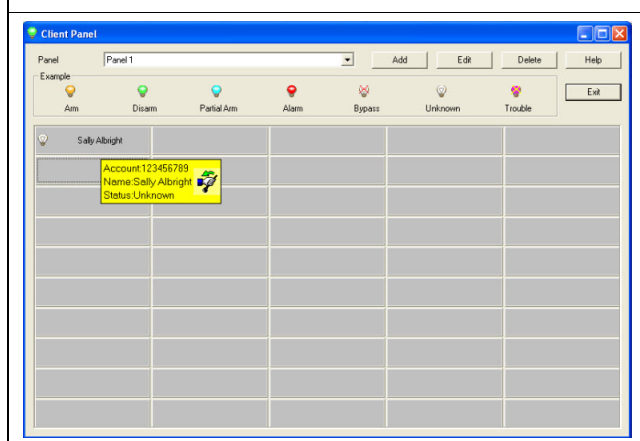 Client Panel
Panel
Panel 1
Add
Edit
Delete
Help
Example
Exit
Arm
Disarm
Partial Arm
Alarm
Bypass
Unknown
Trouble
Sally Albright
Account:123456789
Name:Sally Albright
Status:Unknown